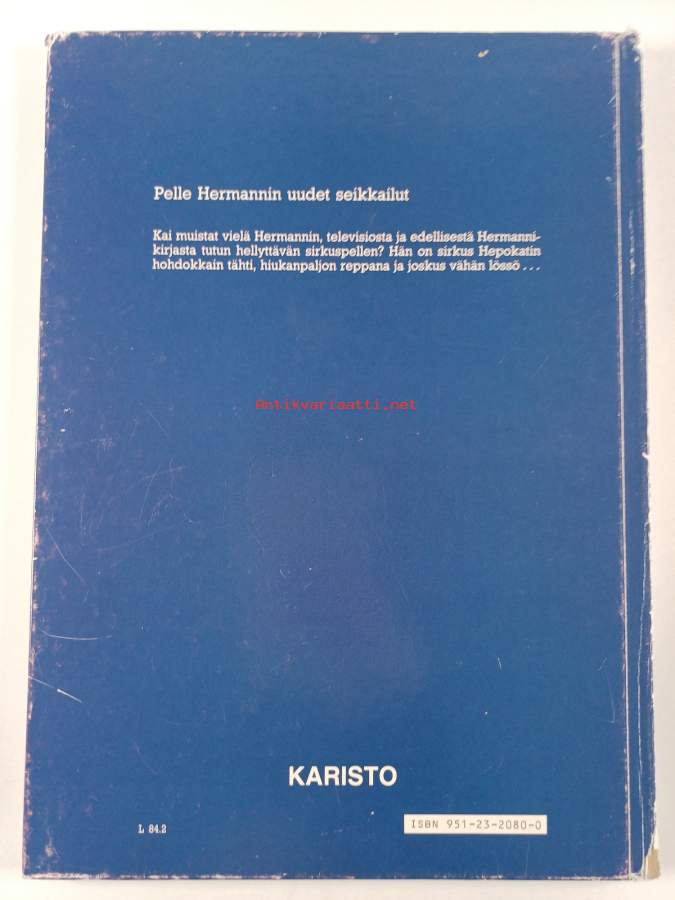 Pelle Hermannin uudet seikkailut
Kai muistat vielä Hermannin, televisiosta ja edellisestä Hermanni-
kirjasta tutun hellyttävän sirkuspellen? Hän on sirkus Hepokatin
hohdokkain tähti, hiukanpaljon reppana ja joskus vähän lössö . . .
Antikvariaatti.net
KARISTO
L 84.2
ISBN 951-23-2080-0